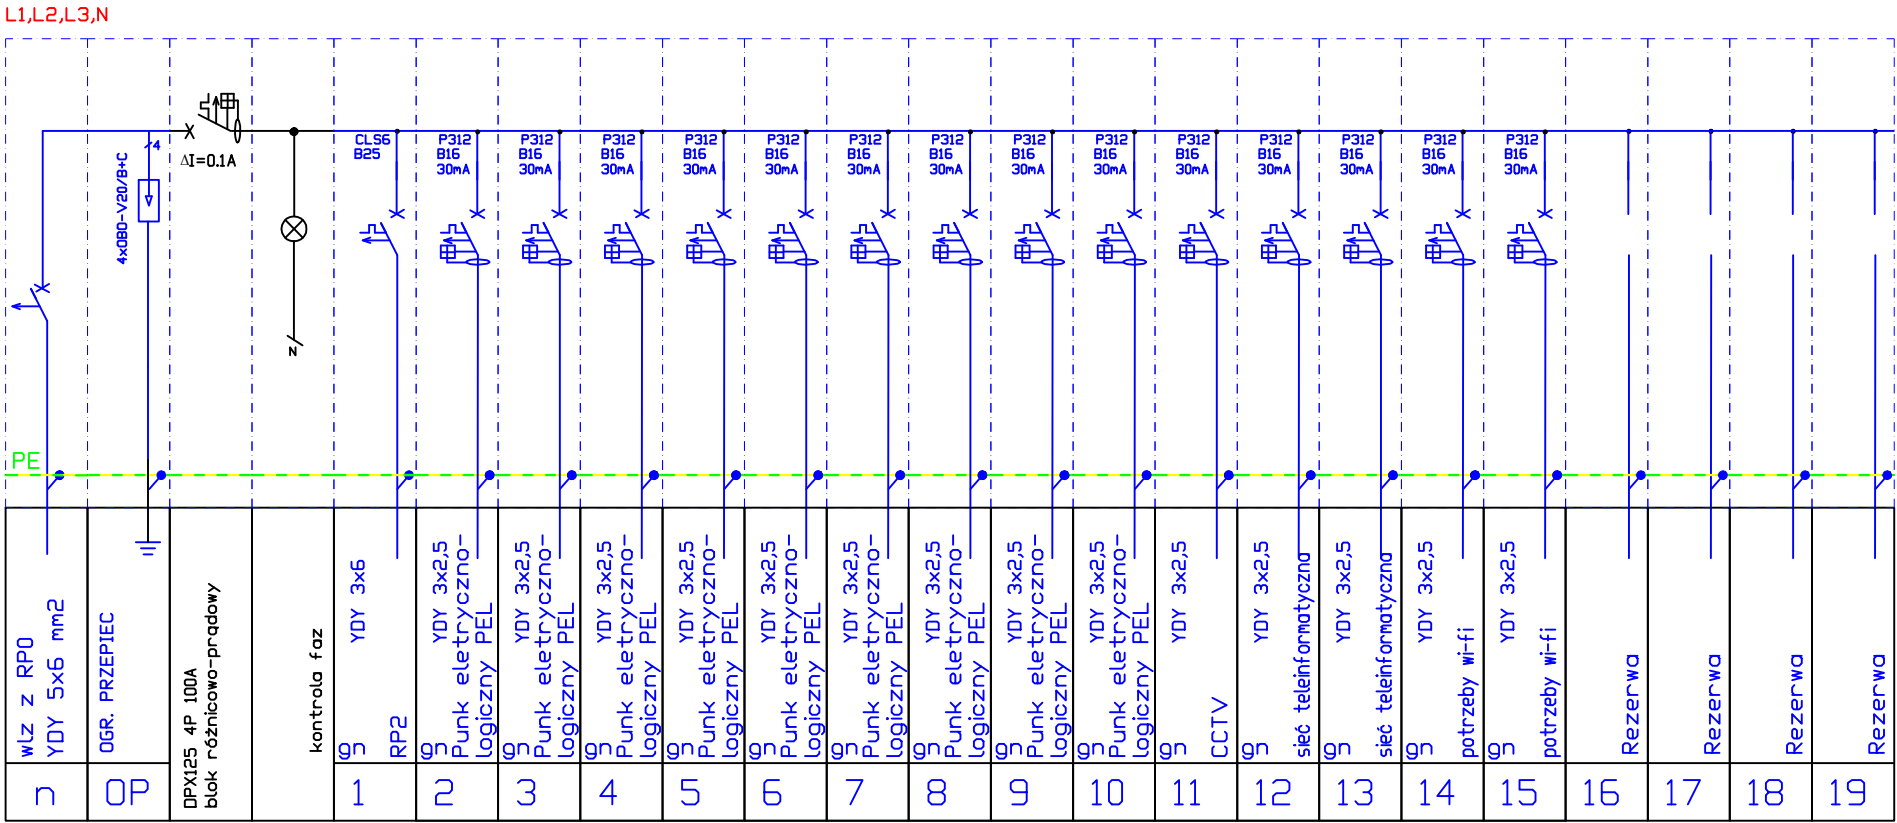 L1,L2,L3,N
4
4xOBO-V20/B+C
ΔI=0.1A
z
CLS6
B25
P312
B16
30mA
P312
B16
30mA
P312
B16
30mA
P312
B16
30mA
P312
B16
30mA
P312
B16
30mA
P312
B16
30mA
P312
B16
30mA
P312
B16
30mA
P312
B16
30mA
P312
B16
30mA
P312
B16
30mA
P312
B16
30mA
P312
B16
30mA
PE
wlz z RP0
YDY 5x6 mm2
n
OGR. PRZEPIEC
OP
DPX125 4P 100A
blok różnicowo-prądowy
kontrola faz
gn YDY 3x6
RP2
1
gn YDY 3x2,5
Punk eletryczno-
logiczny PEL
2
gn YDY 3x2,5
Punk eletryczno-
logiczny PEL
3
gn YDY 3x2,5
Punk eletryczno-
logiczny PEL
4
gn YDY 3x2,5
Punk eletryczno-
logiczny PEL
5
gn YDY 3x2,5
Punk eletryczno-
logiczny PEL
6
gn YDY 3x2,5
Punk eletryczno-
logiczny PEL
7
gn YDY 3x2,5
Punk eletryczno-
logiczny PEL
8
gn YDY 3x2,5
Punk eletryczno-
logiczny PEL
9
gn YDY 3x2,5
Punk eletryczno-
logiczny PEL
10
gn YDY 3x2,5
CCTV
11
gn YDY 3x2,5
sieć teleinformatyczna
12
gn YDY 3x2,5
sieć teleinformatyczna
13
gn YDY 3x2,5
potrzeby wi-fi
14
gn YDY 3x2,5
potrzeby wi-fi
15
Rezerwa
16
Rezerwa
17
Rezerwa
18
Rezerwa
19